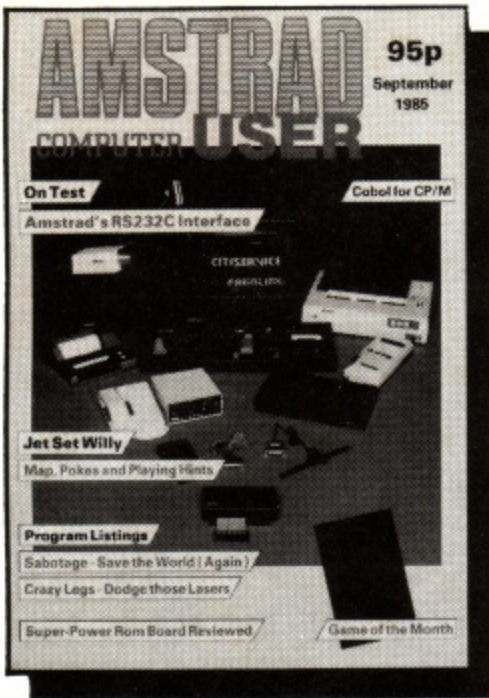 AMSTRAD
COMPUTER USER
95p
September
1985
On Test
Cobol for CP/M
Amstrad's RS232C Interface
CITISERVICE
Jet Set Willy
Map, Pokes and Playing Hints
Program Listings
Sabotage - Save the World (Again)
Crazy Legs - Dodge those Lasers
Super-Power Rom Board Reviewed
Game of the Month